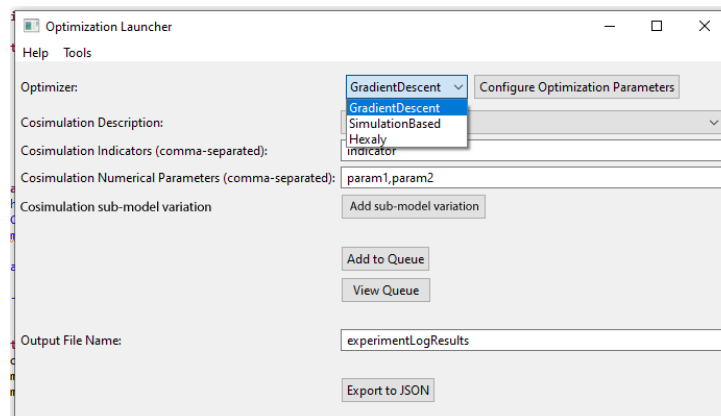 Optimization Launcher
Help Tools
Optimizer: GradientDescent Configure Optimization Parameters
GradientDescent
SimulationBased
Hexaly
Cosimulation Description:
Cosimulation Indicators (comma-separated): indicator
Cosimulation Numerical Parameters (comma-separated): param1,param2
Cosimulation sub-model variation Add sub-model variation
Add to Queue
View Queue
Output File Name: experimentLogResults
Export to JSON